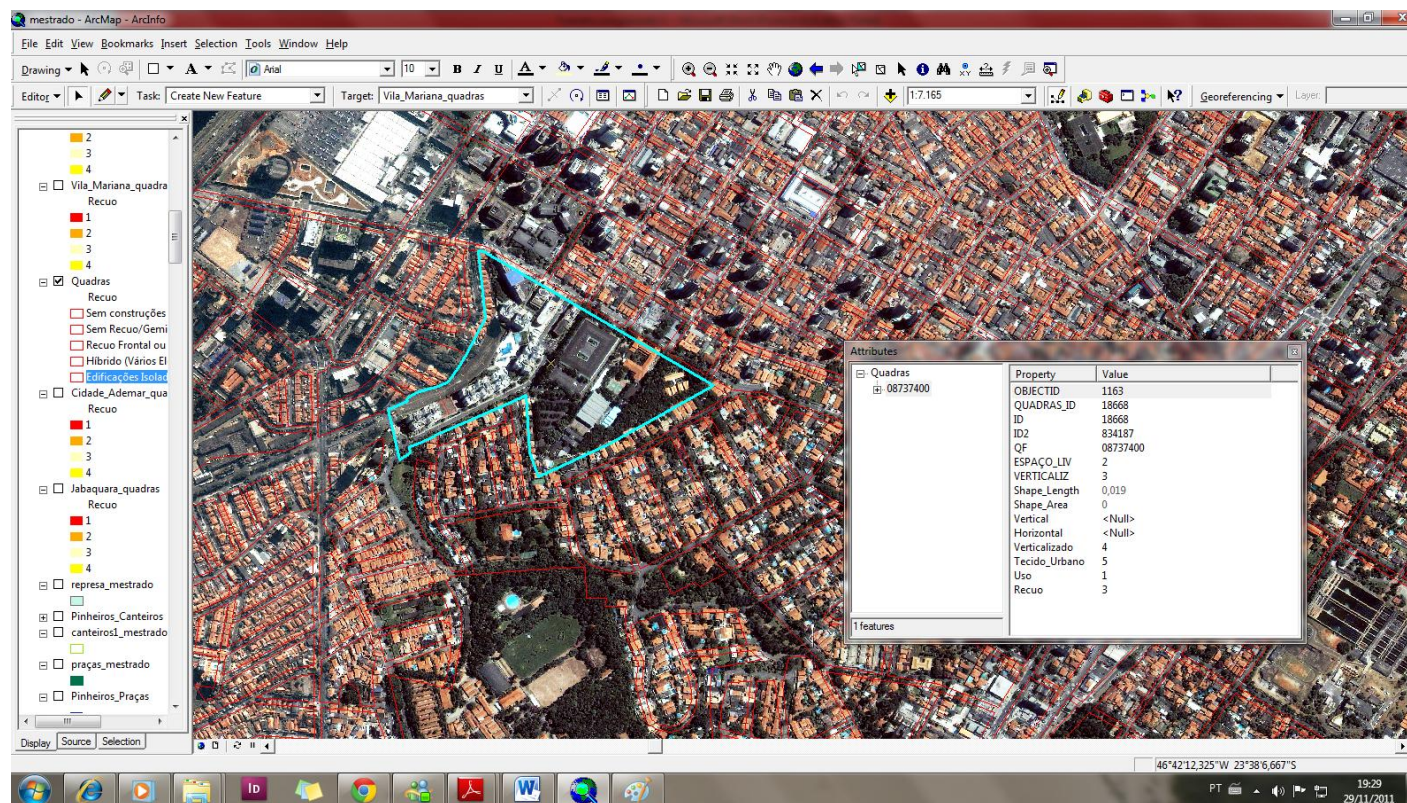 mestrado - ArcMap - ArcInfo
File Edit View Bookmarks Insert Selection Tools Window Help
Drawing A Arial 10 B I U A
Editor Task: Create New Feature Target: Vila_Mariana_quadras 1:7.165 Georeferencing Layer:
2
3
4
Vila_Mariana_quadra
Recuo
1
2
3
4
Quadras
Recuo
Sem construções
Sem Recuo/Gemi
Recuo Frontal ou
Híbrido (Vários El
Edificações Isolad
Cidade_Ademar_qua
Recuo
1
2
3
4
Jabaquara_quadras
Recuo
1
2
3
4
represa_mestrado
Pinheiros_Canteiros
canteiros1_mestrado
praças_mestrado
Pinheiros_Praças
Display Source Selection
Attributes
Quadras
08737400
1 features
Property Value
OBJECTID 1163
QUADRAS_ID 18668
ID 18668
ID2 834187
QF 08737400
ESPAÇO_LIV 2
VERTICALIZ 3
Shape_Length 0,019
Shape_Area 0
Vertical <Null>
Horizontal <Null>
Verticalizado 4
Tecido_Urbano 5
Uso 1
Recuo 3
46°42'12,325"W 23°38'6,667"S
PT 19:29
29/11/2011